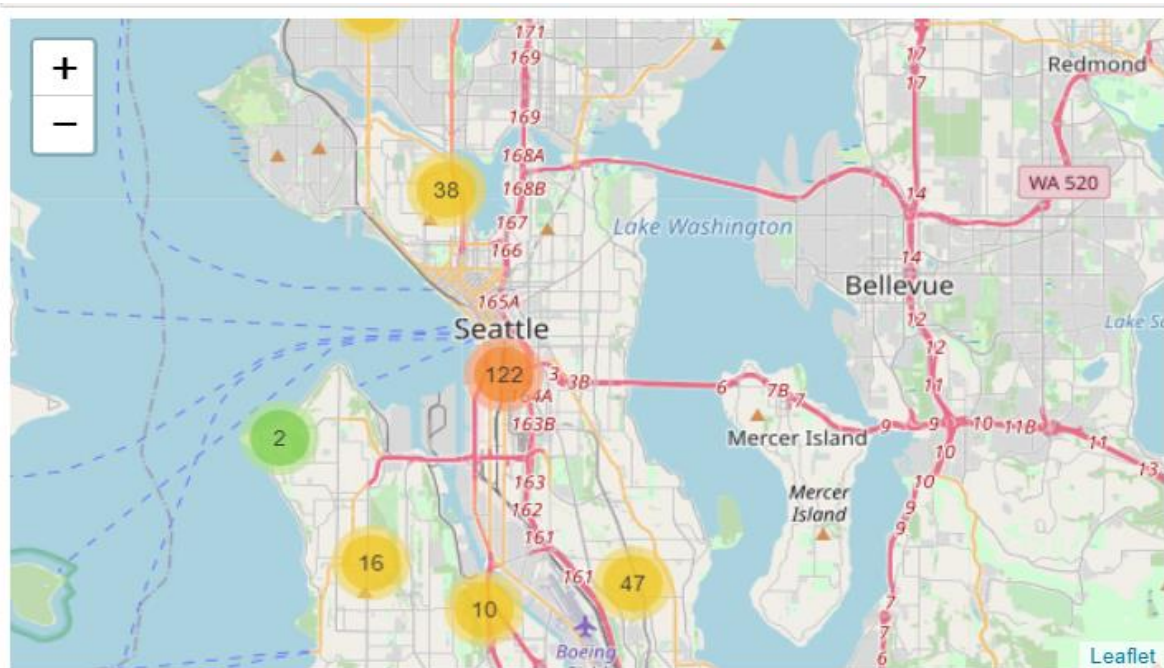 +
−
171
169
169
168A
168B
167
166
165A
38
Lake Washington
Seattle
122
3
3B
164A
163B
163
162
161
161
2
16
10
47
Boeing
6
7B
7
9
Mercer Island
Mercer
Island
17
17
Redmond
WA 520
14
14
Bellevue
12
12
11
9
10
11B
11
13
10
10
9
9
7
7
6
Leaflet